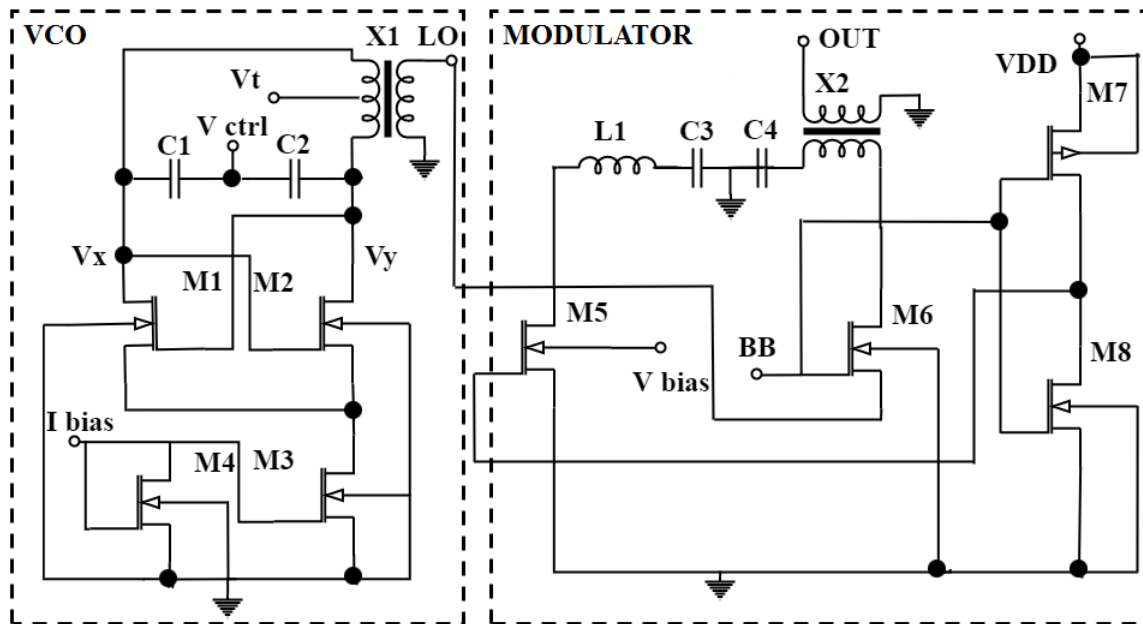 VCO
X1 LO
Vt
V ctrl
C1
C2
Vx
Vy
M1
M2
I bias
M4
M3
MODULATOR
OUT
VDD
X2
M7
L1
C3
C4
M5
M6
BB
V bias
M8